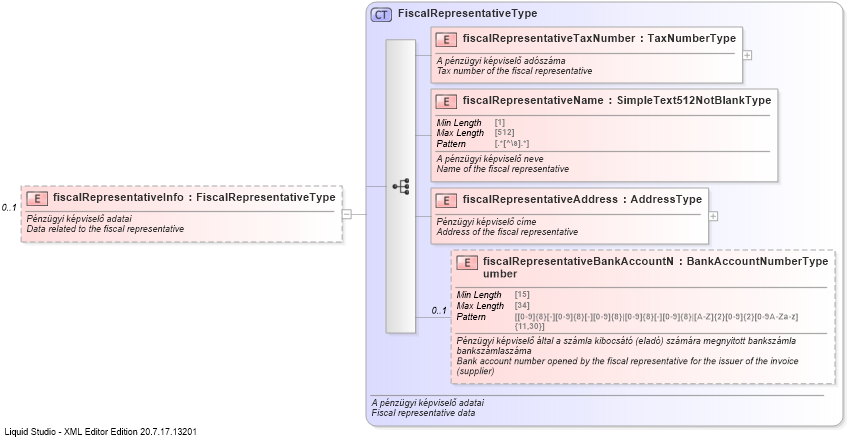 CT FiscalRepresentativeType
E fiscalRepresentativeTaxNumber : TaxNumberType
A pénzügyi képviselő adószáma
Tax number of the fiscal representative
E fiscalRepresentativeName : SimpleText512NotBlankType
Min Length [1]
Max Length [512]
Pattern [.*[^\s].*]
A pénzügyi képviselő neve
Name of the fiscal representative
0..1
E fiscalRepresentativeInfo : FiscalRepresentativeType
Pénzügyi képviselő adatai
Data related to the fiscal representative
E fiscalRepresentativeAddress : AddressType
Pénzügyi képviselő címe
Address of the fiscal representative
0..1
E fiscalRepresentativeBankAccountN : BankAccountNumberType
umber
Min Length [15]
Max Length [34]
Pattern [[0-9]{8}[-][0-9]{8}[-][0-9]{8}|[0-9]{8}[-][0-9]{8}|[A-Z]{2}[0-9]{2}[0-9A-Za-z]
{11,30}]
Pénzügyi képviselő által a számla kibocsátó (eladó) számára megnyitott bankszámla
bankszámlaszáma
Bank account number opened by the fiscal representative for the issuer of the invoice
(supplier)
A pénzügyi képviselő adatai
Fiscal representative data
Liquid Studio - XML Editor Edition 20.7.17.13201